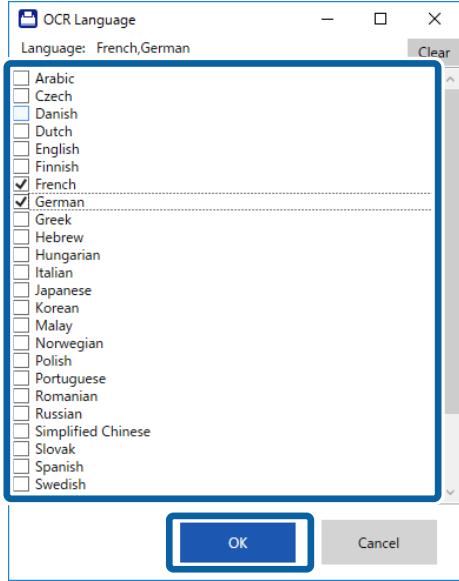 OCR Language
Language: French,German
Clear
Arabic
Czech
Danish
Dutch
English
Finnish
French
German
Greek
Hebrew
Hungarian
Italian
Japanese
Korean
Malay
Norwegian
Polish
Portuguese
Romanian
Russian
Simplified Chinese
Slovak
Spanish
Swedish
OK Cancel